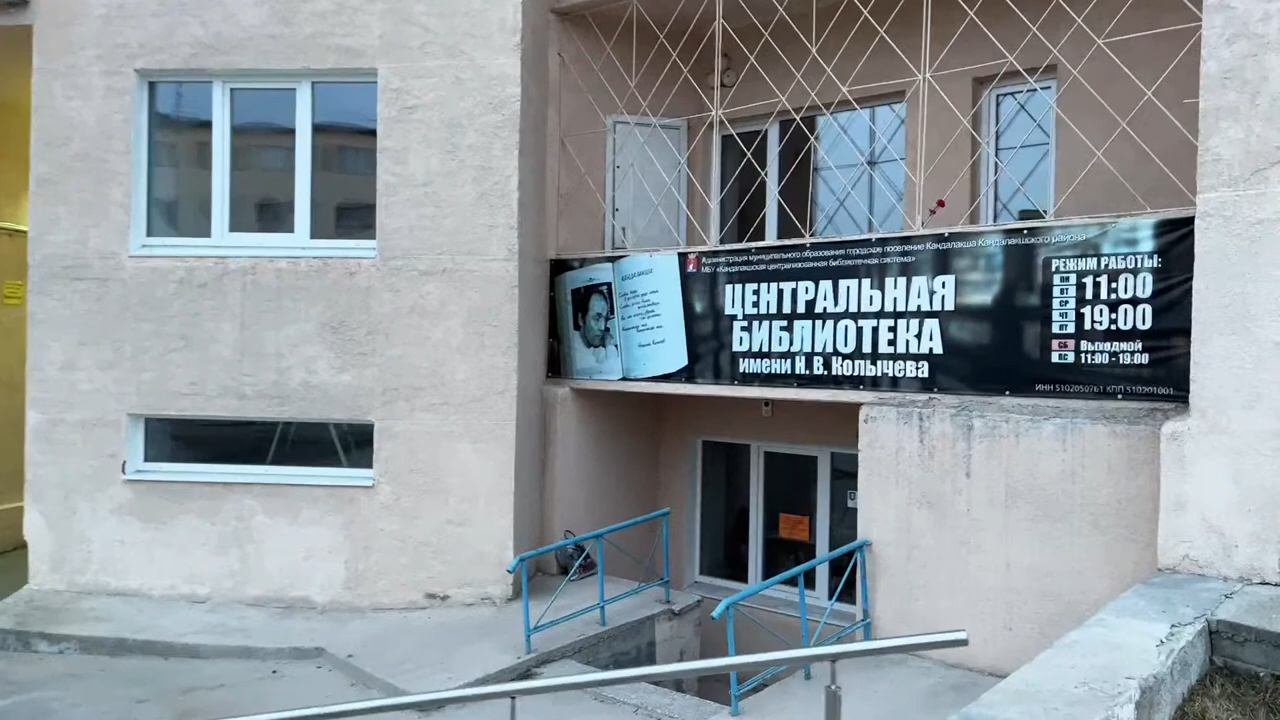 Администрация муниципального образования городское поселение Кандалакша Кандалакшского района
МБУ «Кандалакшская централизованная библиотечная система»
ЦЕНТРАЛЬНАЯ
БИБЛИОТЕКА
имени Н. В. Колычева
КАНДАЛАКША
РЕЖИМ РАБОТЫ:
ПН
ВТ
СР
ЧТ
ПТ
11:00
19:00
СБ Выходной
ВС 11:00 - 19:00
ИНН 5102050761 КПП 510201001